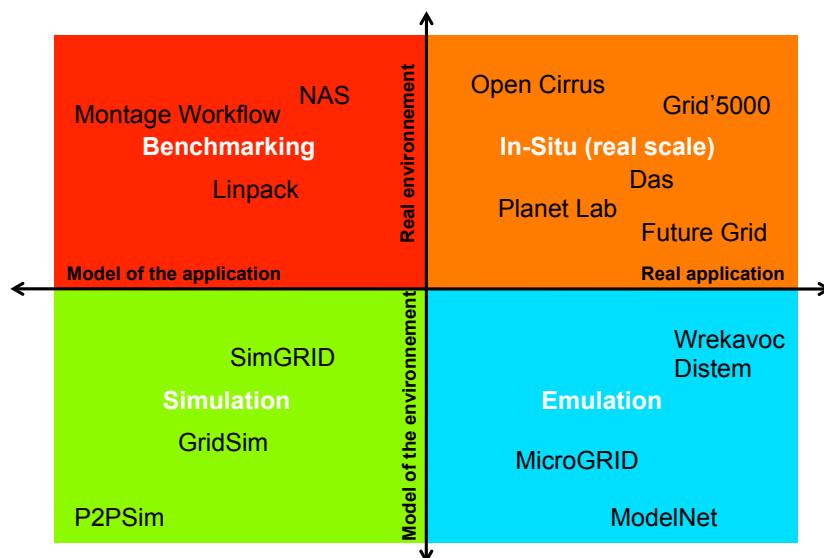 Open Cirrus
NAS
Grid'5000
Montage Workflow
Benchmarking
In-Situ (real scale)
Linpack
Das
Planet Lab
Future Grid
Real environnement
Model of the application
Real application
Model of the environnement
SimGRID
Wrekavoc
Distem
Simulation
Emulation
GridSim
MicroGRID
P2PSim
ModelNet